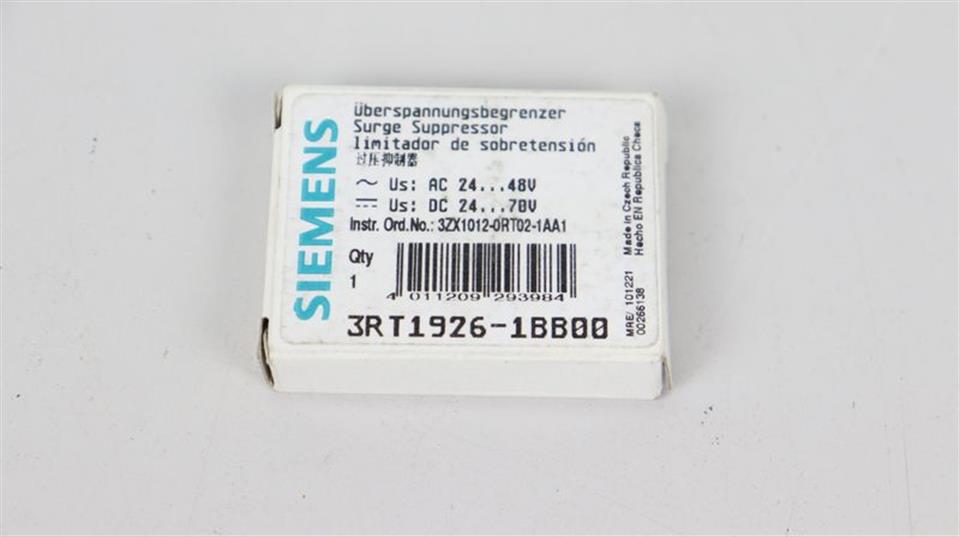 SIEMENS
Überspannungsbegrenzer
Surge Suppressor
limitador de sobretensión
过压抑制器
~ Us: AC 24...48V
⎓ Us: DC 24...70V
Instr. Ord.No.: 3ZX1012-0RT02-1AA1
Qty
1
4 011209 293984
3RT1926-1BB00
Made in Czech Republic
Hecho EN Republica Checa
MRE/ 101221
00266138